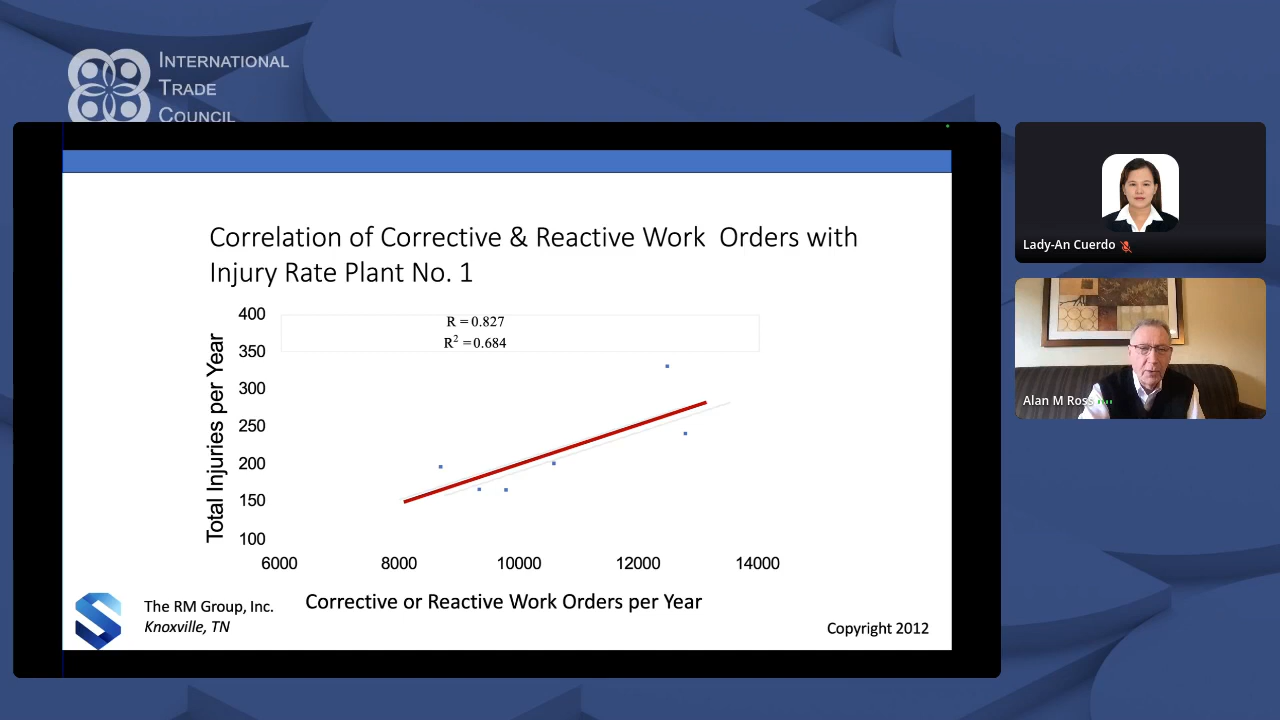 INTERNATIONAL
TRADE
COUNCIL
Correlation of Corrective & Reactive Work Orders with
Injury Rate Plant No. 1
R = 0.827
R² = 0.684
Total Injuries per Year
400
350
300
250
200
150
100
6000 8000 10000 12000 14000
Corrective or Reactive Work Orders per Year
The RM Group, Inc.
Knoxville, TN
Copyright 2012
Lady-An Cuerdo
Alan M Ross